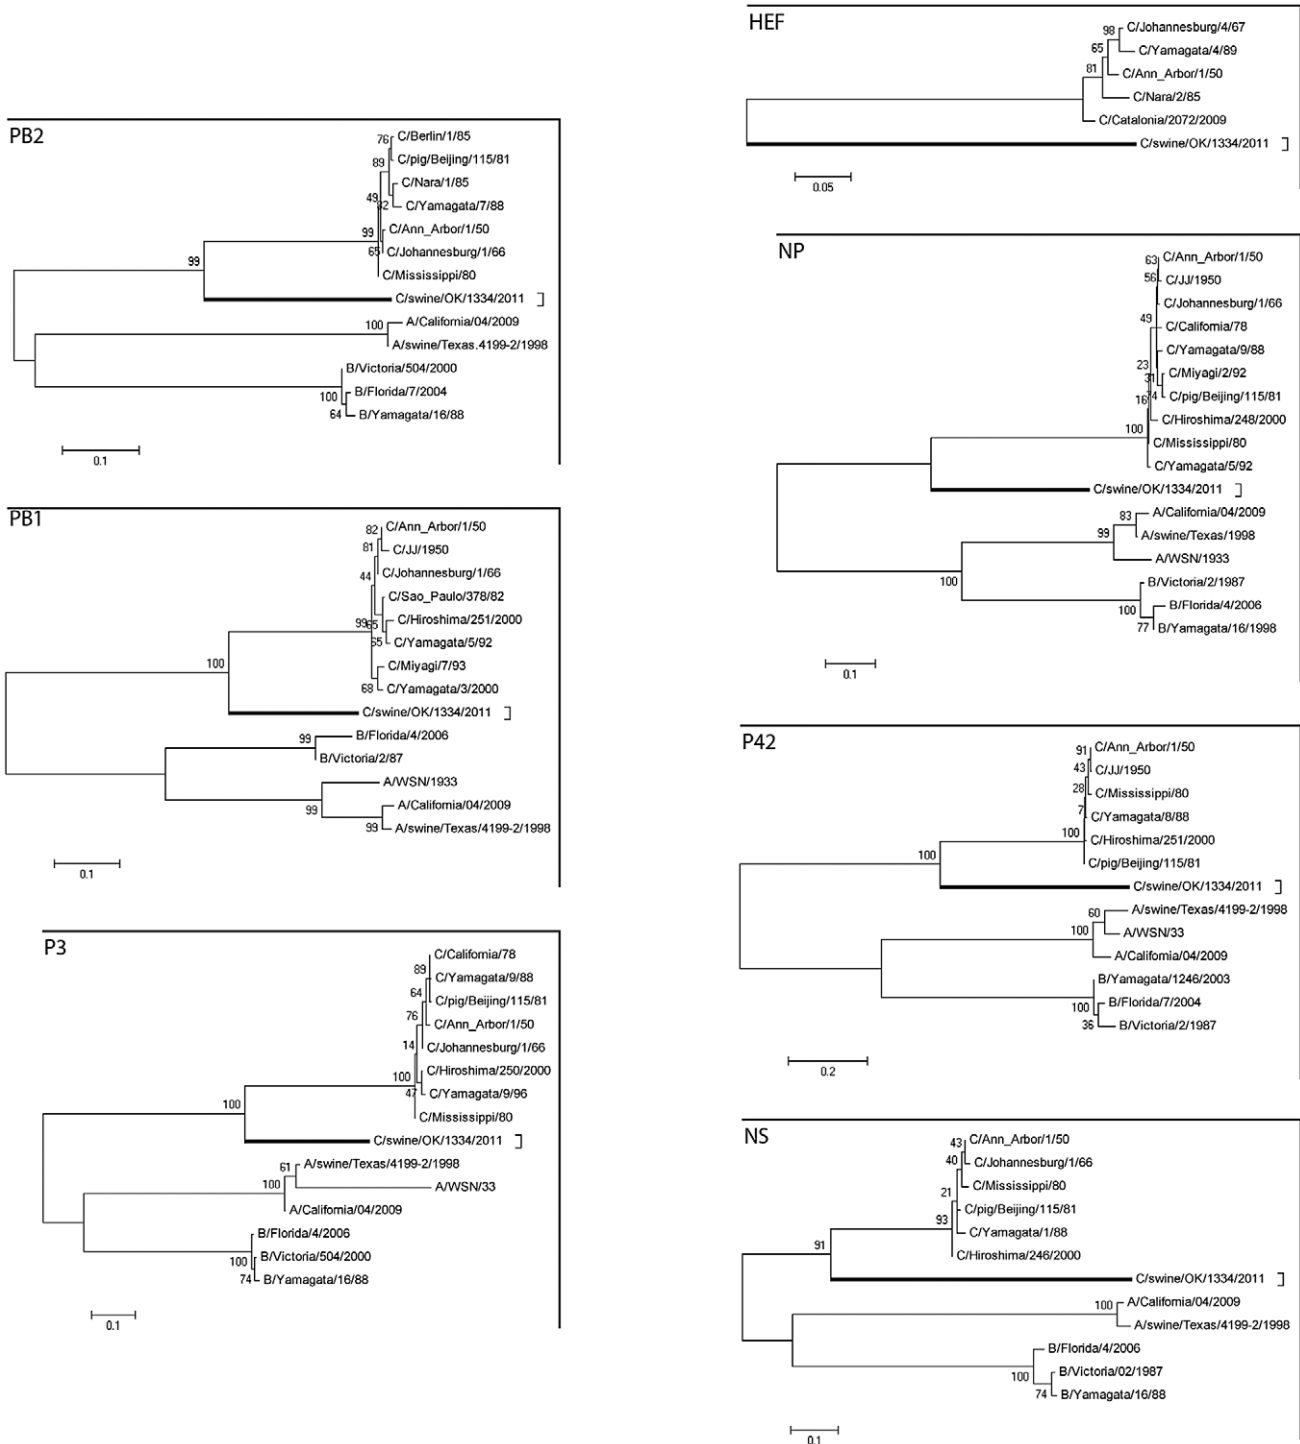 PB2
76
C/Berlin/1/85
C/pig/Beijing/115/81
89
C/Nara/1/85
49
C/Yamagata/7/88
99
C/Ann_Arbor/1/50
65
C/Johannesburg/1/66
C/Mississippi/80
99
C/swine/OK/1334/2011
A/California/04/2009
100
A/swine/Texas.4199-2/1998
B/Victoria/504/2000
B/Florida/7/2004
100
64
B/Yamagata/16/88
0.1
PB1
82
C/Ann_Arbor/1/50
81
C/JJ/1950
44
C/Johannesburg/1/66
C/Sao_Paulo/378/82
99
65
C/Hiroshima/251/2000
55
C/Yamagata/5/92
C/Miyagi/7/93
68
C/Yamagata/3/2000
100
C/swine/OK/1334/2011
99
B/Florida/4/2006
B/Victoria/2/87
A/WSN/1933
99
A/California/04/2009
99
A/swine/Texas/4199-2/1998
0.1
P3
C/California/78
89
C/Yamagata/9/88
64
C/pig/Beijing/115/81
76
C/Ann_Arbor/1/50
14
C/Johannesburg/1/66
C/Hiroshima/250/2000
100
47
C/Yamagata/9/96
C/Mississippi/80
100
C/swine/OK/1334/2011
61
A/swine/Texas/4199-2/1998
100
A/WSN/33
A/California/04/2009
B/Florida/4/2006
100
B/Victoria/504/2000
74
B/Yamagata/16/88
0.1
HEF
98
C/Johannesburg/4/67
65
C/Yamagata/4/89
81
C/Ann_Arbor/1/50
C/Nara/2/85
C/Catalonia/2072/2009
C/swine/OK/1334/2011
0.05
NP
63
C/Ann_Arbor/1/50
56
C/JJ/1950
C/Johannesburg/1/66
49
C/California/78
C/Yamagata/9/88
23
C/Miyagi/2/92
16
C/pig/Beijing/115/81
C/Hiroshima/248/2000
100
C/Mississippi/80
C/Yamagata/5/92
C/swine/OK/1334/2011
83
A/California/04/2009
99
A/swine/Texas/1998
A/WSN/1933
100
B/Victoria/2/1987
100
B/Florida/4/2006
77
B/Yamagata/16/1998
0.1
P42
91
C/Ann_Arbor/1/50
43
C/JJ/1950
28
C/Mississippi/80
7
C/Yamagata/8/88
100
C/Hiroshima/251/2000
100
C/pig/Beijing/115/81
C/swine/OK/1334/2011
60
A/swine/Texas/4199-2/1998
100
A/WSN/33
A/California/04/2009
B/Yamagata/1246/2003
100
B/Florida/7/2004
36
B/Victoria/2/1987
0.2
NS
43
C/Ann_Arbor/1/50
40
C/Johannesburg/1/66
C/Mississippi/80
21
C/pig/Beijing/115/81
93
C/Yamagata/1/88
91
C/Hiroshima/246/2000
C/swine/OK/1334/2011
100
A/California/04/2009
A/swine/Texas/4199-2/1998
B/Florida/4/2006
100
B/Victoria/02/1987
74
B/Yamagata/16/88
0.1